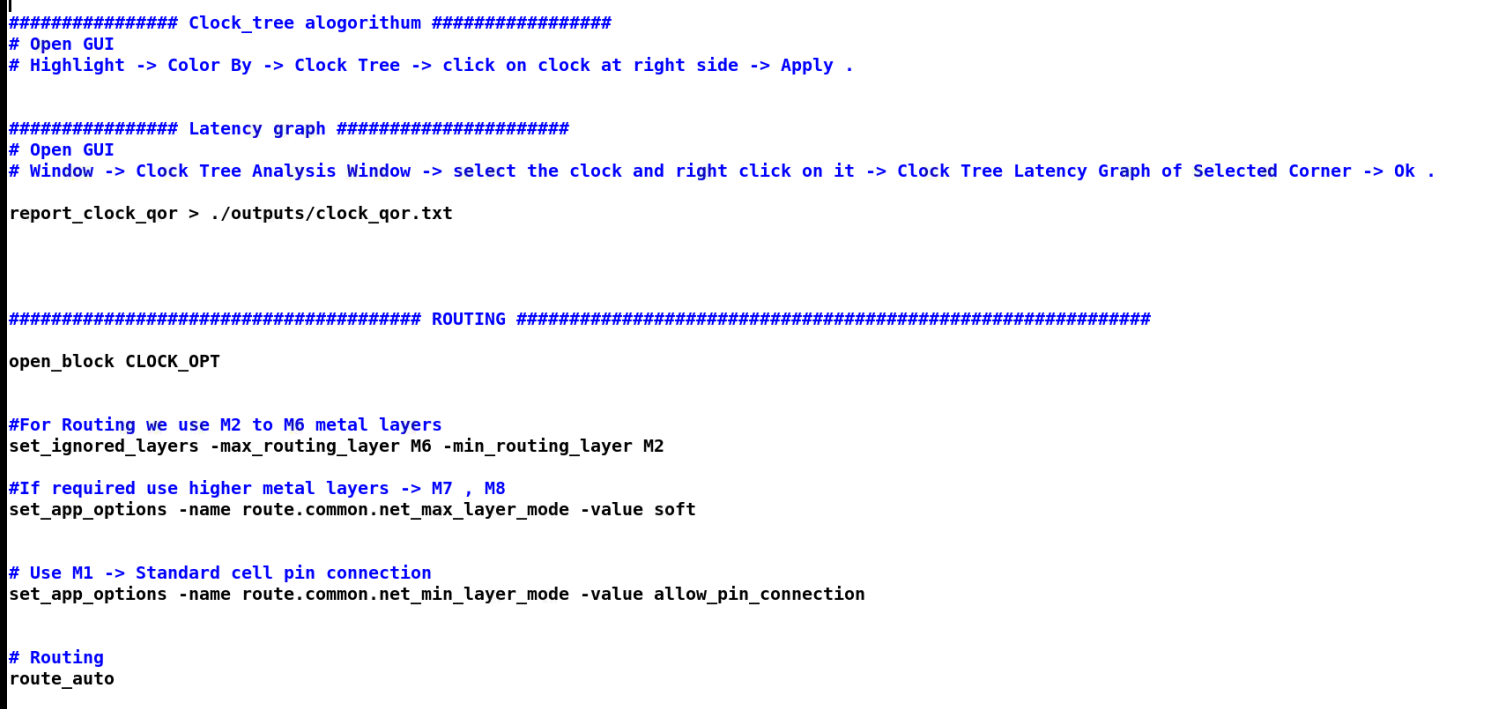 ################ Clock_tree alogorithum #################
# Open GUI
# Highlight -> Color By -> Clock Tree -> click on clock at right side -> Apply .
################ Latency graph ######################
# Open GUI
# Window -> Clock Tree Analysis Window -> select the clock and right click on it -> Clock Tree Latency Graph of Selected Corner -> Ok .
report_clock_qor > ./outputs/clock_qor.txt
####################################### ROUTING ############################################################
open_block CLOCK_OPT
#For Routing we use M2 to M6 metal layers
set_ignored_layers -max_routing_layer M6 -min_routing_layer M2
#If required use higher metal layers -> M7 , M8
set_app_options -name route.common.net_max_layer_mode -value soft
# Use M1 -> Standard cell pin connection
set_app_options -name route.common.net_min_layer_mode -value allow_pin_connection
# Routing
route_auto